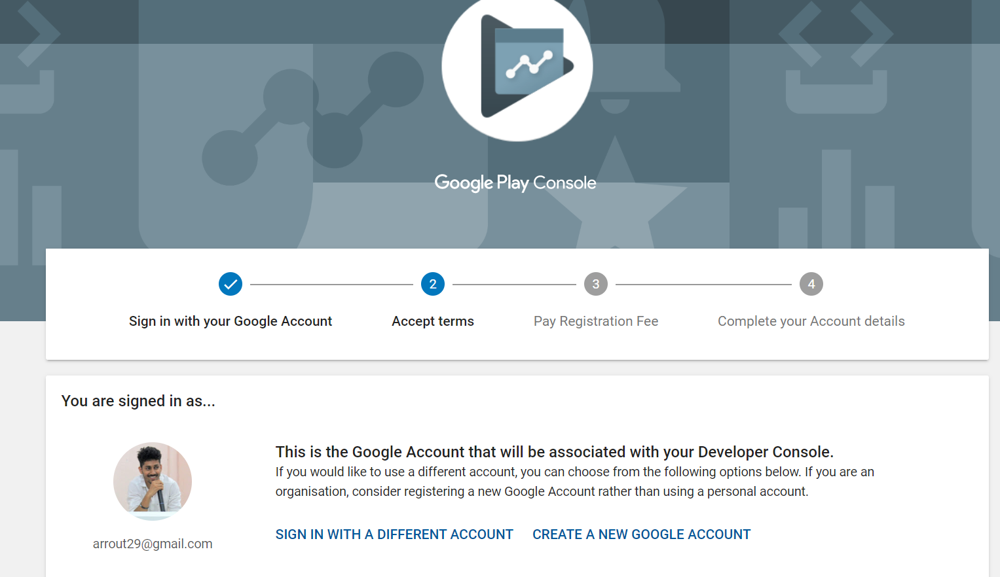 Google Play Console
2
3
4
Sign in with your Google Account
Accept terms
Pay Registration Fee
Complete your Account details
You are signed in as...
This is the Google Account that will be associated with your Developer Console.
If you would like to use a different account, you can choose from the following options below. If you are an
organisation, consider registering a new Google Account rather than using a personal account.
SIGN IN WITH A DIFFERENT ACCOUNT
CREATE A NEW GOOGLE ACCOUNT
arrout29@gmail.com